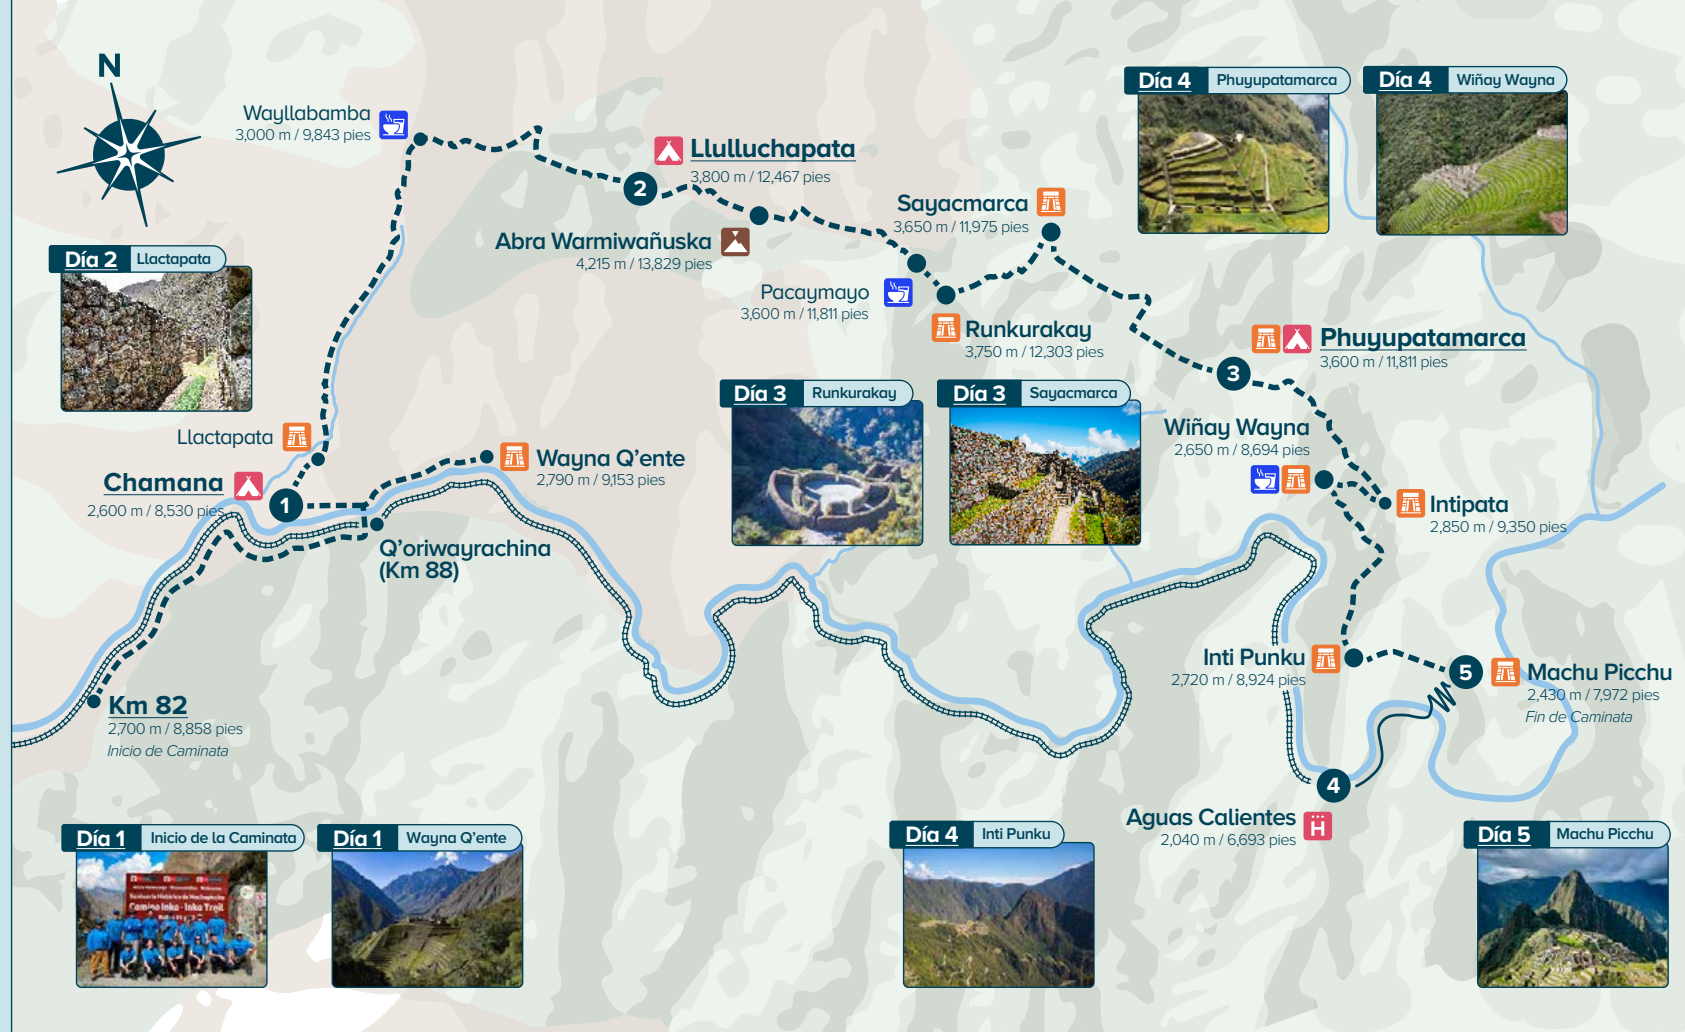 N
Wayllabamba
3,000 m / 9,843 pies
Llulluchapata
3,800 m / 12,467 pies
2
Abra Warmiwañuska
4,215 m / 13,829 pies
Sayacmarca
3,650 m / 11,975 pies
Pacaymayo
3,600 m / 11,811 pies
Runkurakay
3,750 m / 12,303 pies
Día 4 Phuyupatamarca
Día 4 Wiñay Wayna
Día 2 Llactapata
Phuyupatamarca
3,600 m / 11,811 pies
3
Día 3 Runkurakay
Día 3 Sayacmarca
Wiñay Wayna
2,650 m / 8,694 pies
Llactapata
Chamana
2,600 m / 8,530 pies
1
Wayna Q'ente
2,790 m / 9,153 pies
Intipata
2,850 m / 9,350 pies
Q'oriwayrachina
(Km 88)
Inti Punku
2,720 m / 8,924 pies
5
Machu Picchu
2,430 m / 7,972 pies
Fin de Caminata
Km 82
2,700 m / 8,858 pies
Inicio de Caminata
4
Aguas Calientes
2,040 m / 6,693 pies
H
Día 1 Inicio de la Caminata
Camino Inka - Inka Trail
Día 1 Wayna Q'ente
Día 4 Inti Punku
Día 5 Machu Picchu